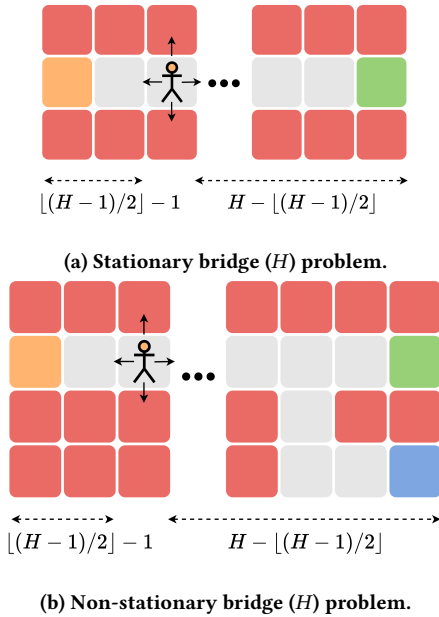 ⌊(H − 1)/2⌋ − 1 H − ⌊(H − 1)/2⌋
(a) Stationary bridge (H) problem.
⌊(H − 1)/2⌋ − 1 H − ⌊(H − 1)/2⌋
(b) Non-stationary bridge (H) problem.